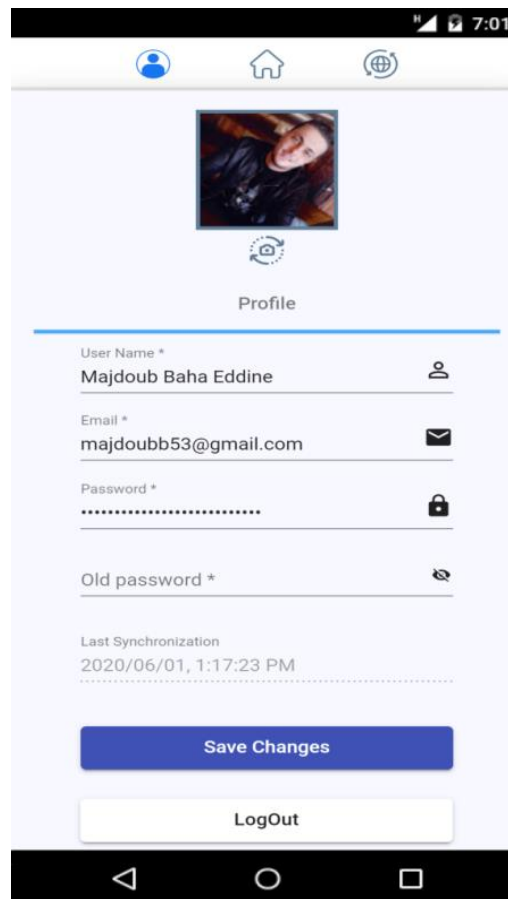 H 7:01
Profile
User Name *
Majdoub Baha Eddine
Email *
majdoubb53@gmail.com
Password *
•••••••••••••••••••••••••••
Old password *
Last Synchronization
2020/06/01, 1:17:23 PM
Save Changes
LogOut